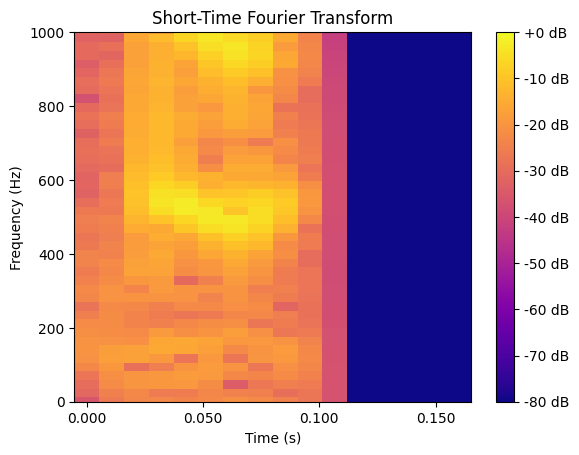 Short-Time Fourier Transform
1000
800
600
400
200
0
Frequency (Hz)
0.000
0.050
0.100
0.150
Time (s)
+0 dB
-10 dB
-20 dB
-30 dB
-40 dB
-50 dB
-60 dB
-70 dB
-80 dB